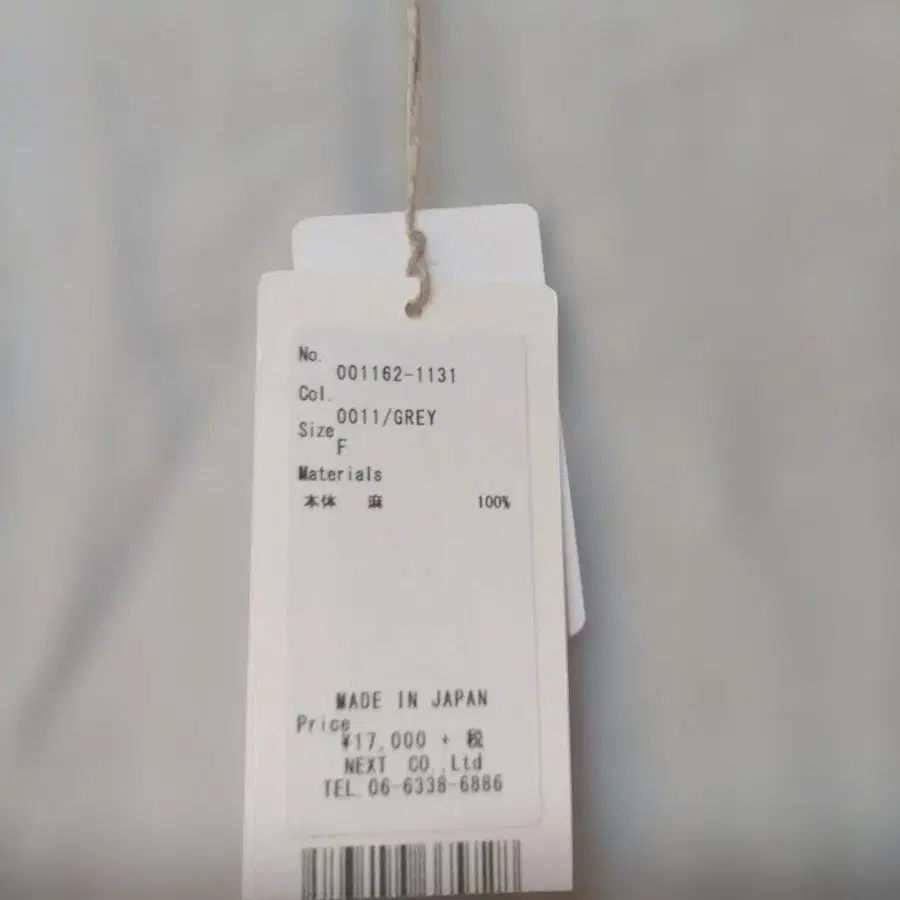 No.
001162-1131
Col.
0011/GREY
Size
F
Materials
本体 麻 100%
MADE IN JAPAN
Price
¥17,000 + 税
NEXT CO.,Ltd
TEL 06-6338-6886